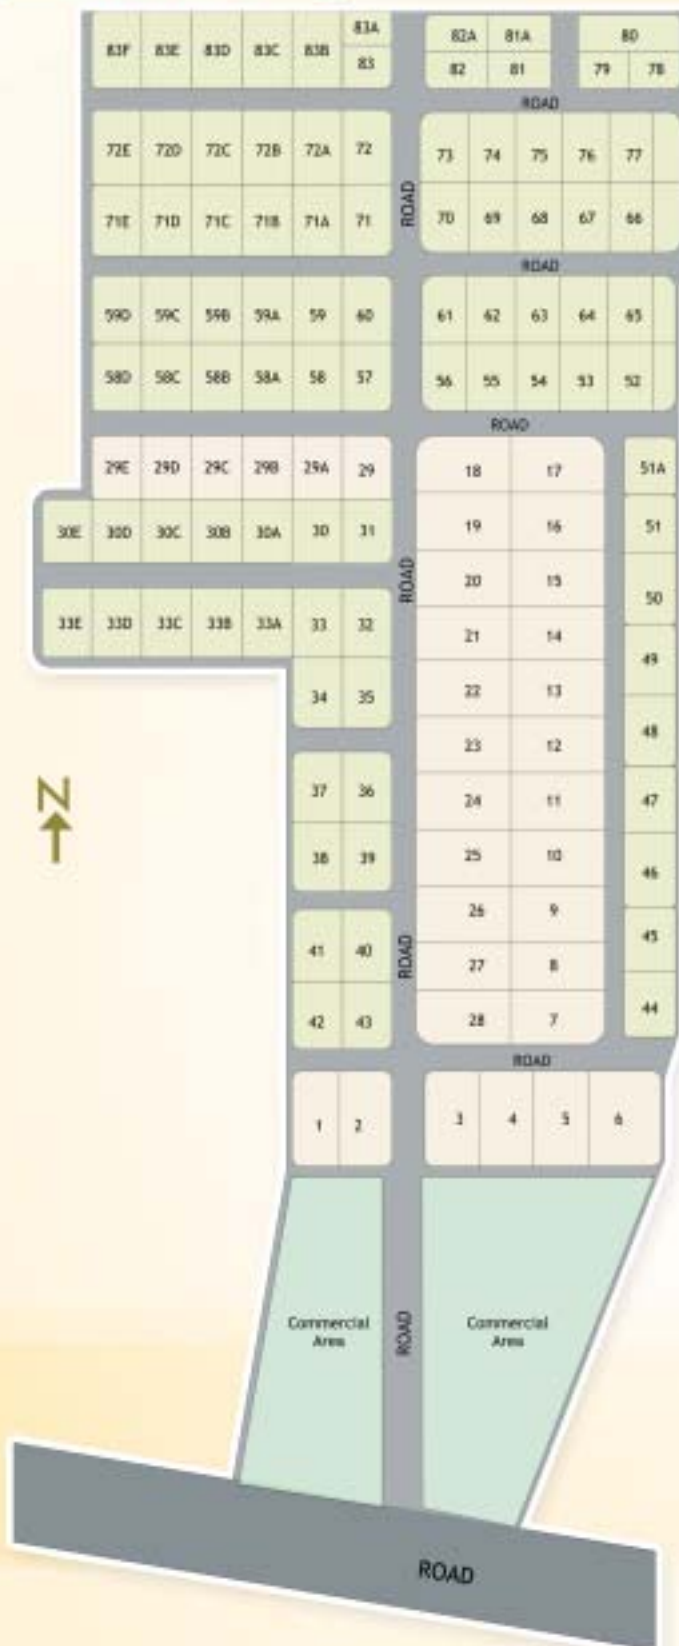 83F 83E 83D 83C 83B 83A 82A 81A 80
83 82 81 79 78
ROAD
72E 72D 72C 72B 72A 72 73 74 75 76 77
ROAD
71E 71D 71C 71B 71A 71 70 69 68 67 66
ROAD
59D 59C 59B 59A 59 60 61 62 63 64 65
58D 58C 58B 58A 58 57 56 55 54 53 52
ROAD
29E 29D 29C 29B 29A 29 18 17 51A
30E 30D 30C 30B 30A 30 31 19 16 51
ROAD
20 15 50
33E 33D 33C 33B 33A 33 32 21 14 49
34 35 22 13 48
23 12
37 36 24 11 47
N
38 39 25 10 46
26 9
41 40 ROAD 27 8 45
42 43 28 7 44
ROAD
1 2 3 4 5 6
Commercial Area
ROAD
Commercial Area
ROAD